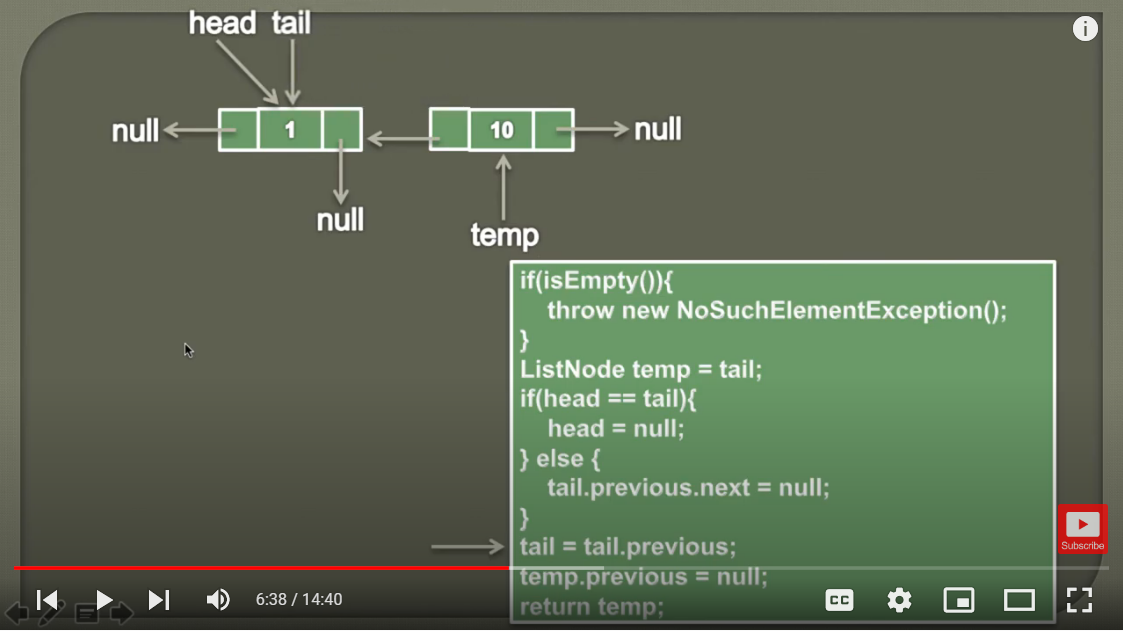 head tail
null
1
10
null
null
temp
if(isEmpty()){
throw new NoSuchElementException();
}
ListNode temp = tail;
if(head == tail){
head = null;
} else {
tail.previous.next = null;
}
tail = tail.previous;
temp.previous = null;
return temp;
Subscribe
6:38 / 14:40
CC